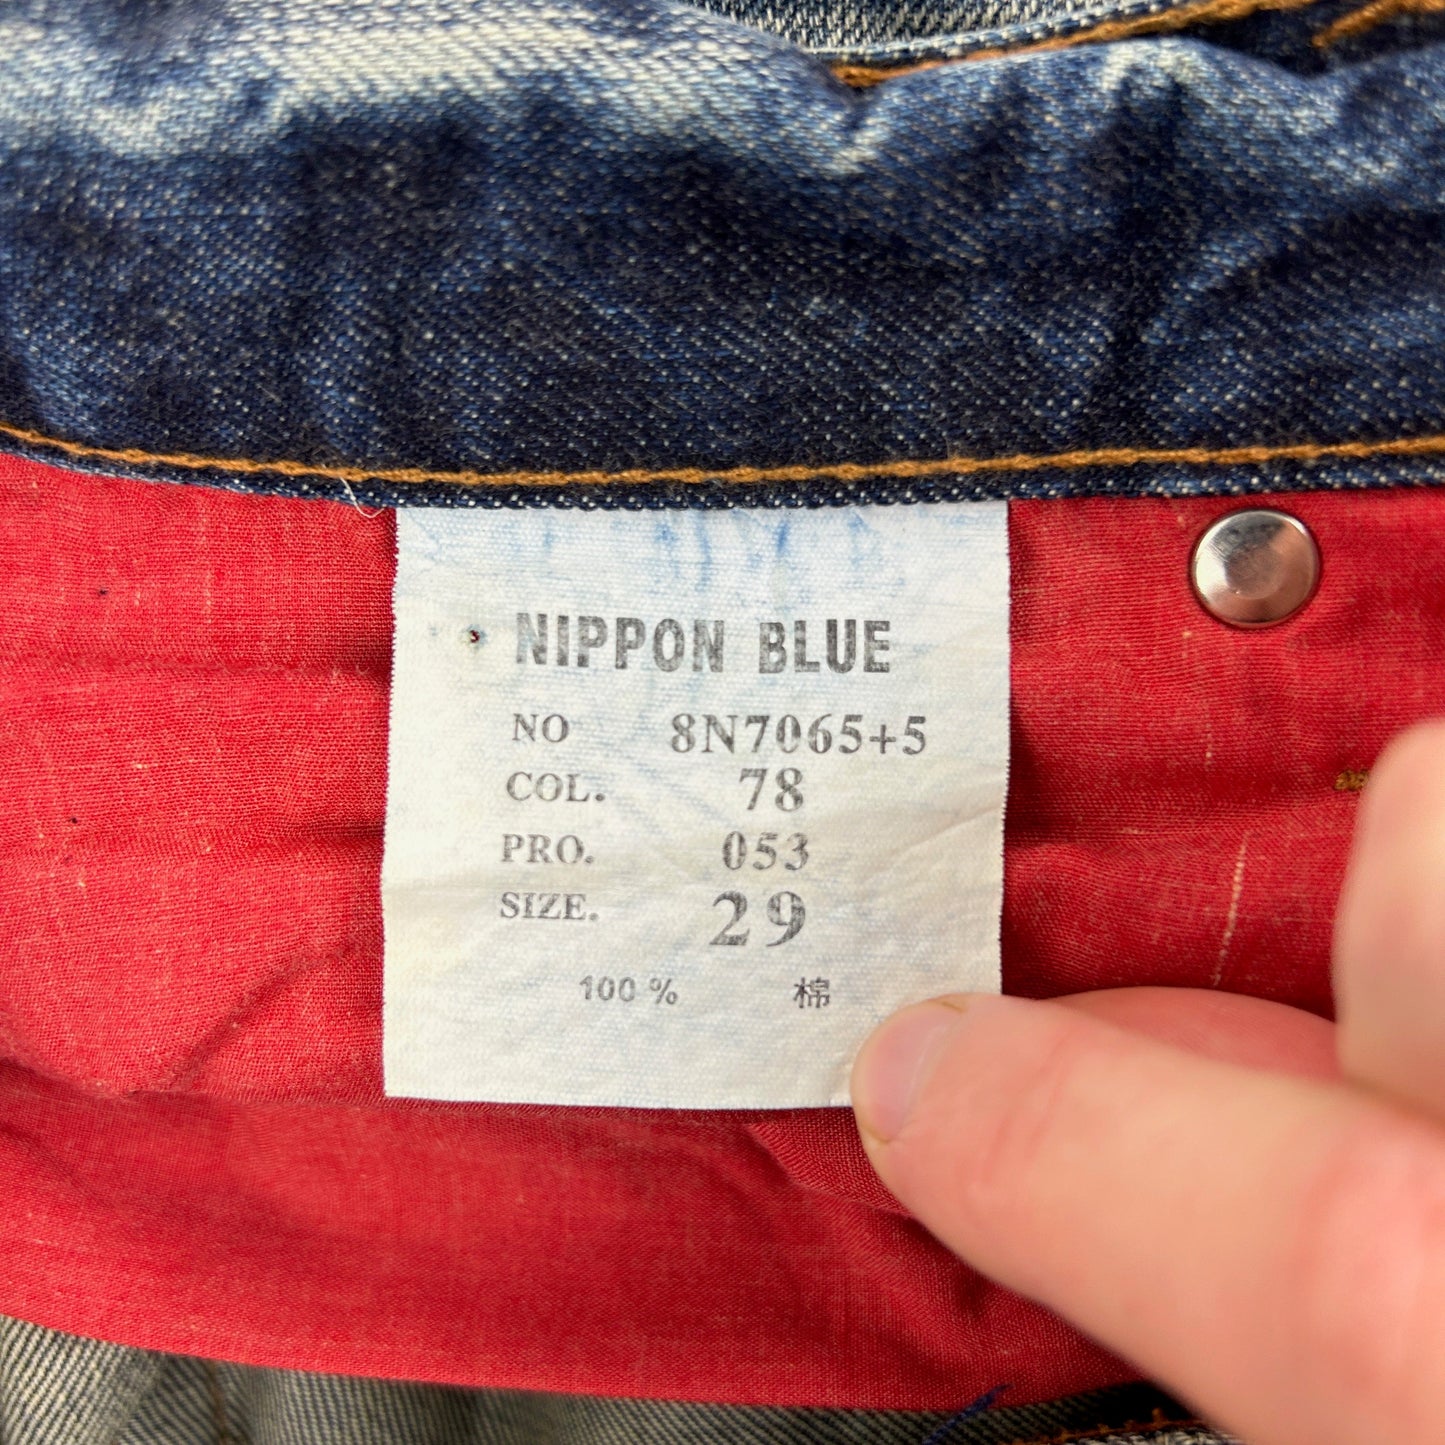 NIPPON BLUE
NO 8N7065+5
COL. 78
PRO. 053
SIZE. 29
100 % 棉